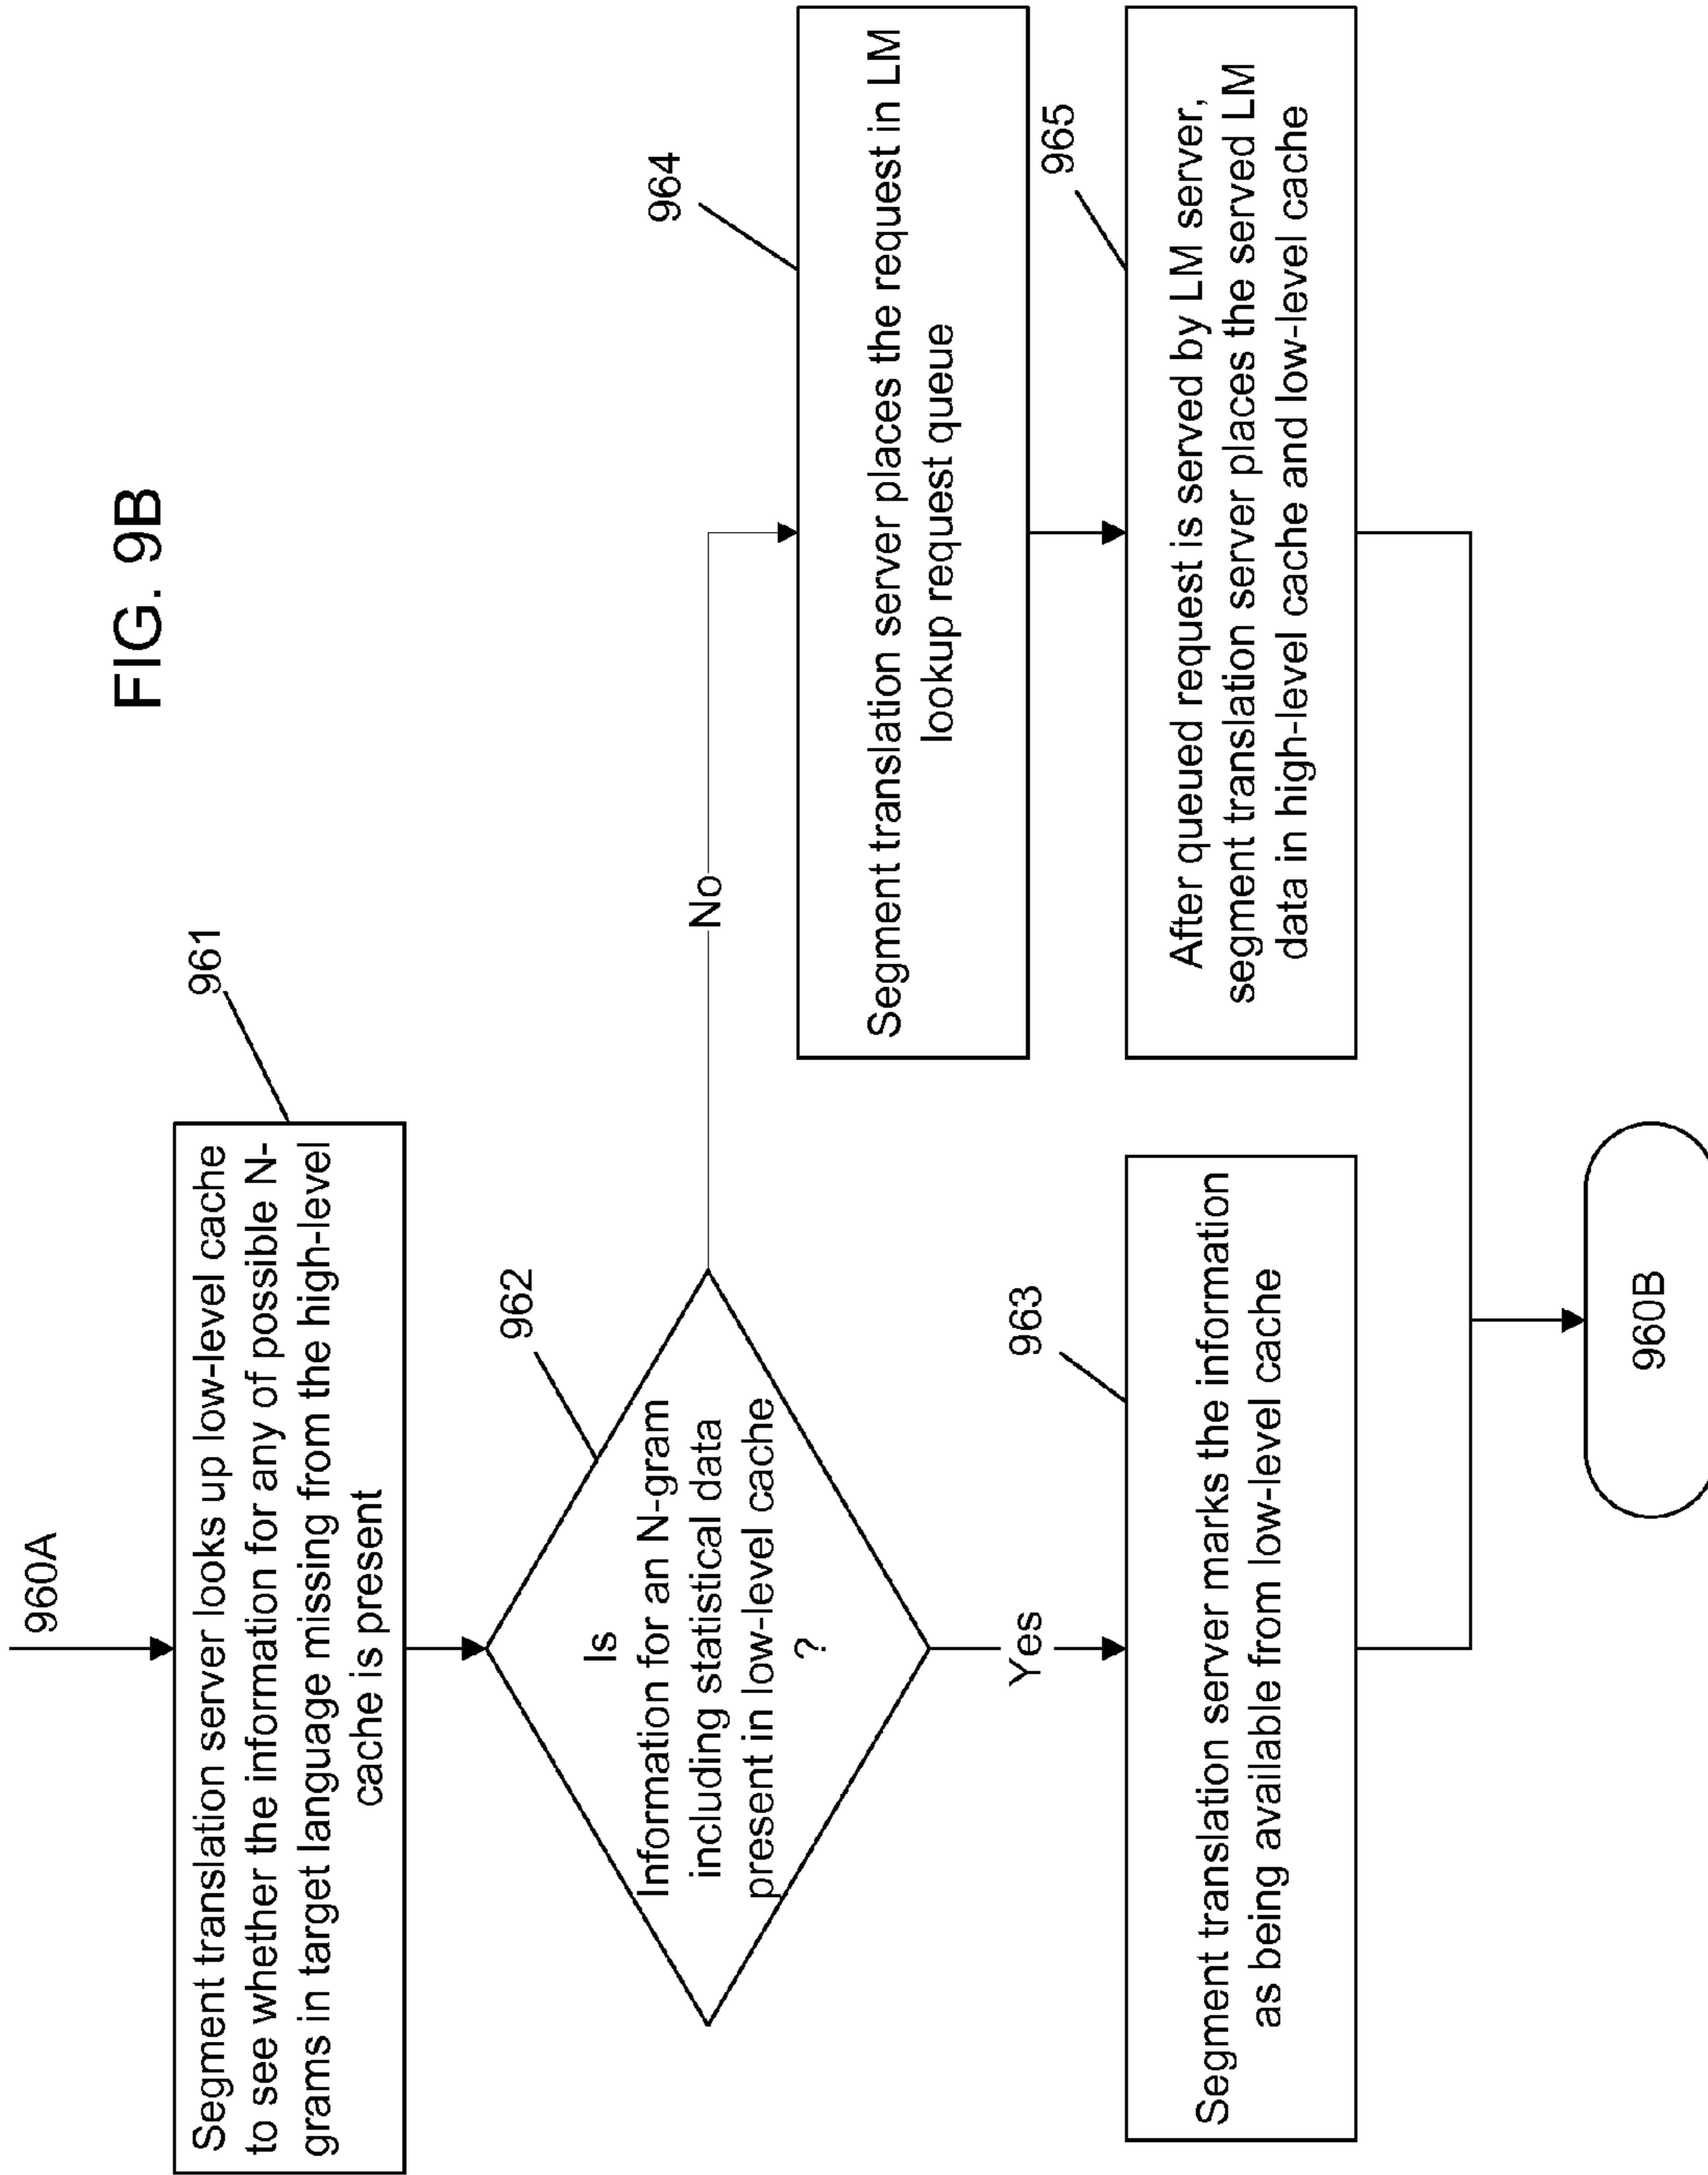 FIG. 9B
960A
961
Segment translation server looks up low-level cache
to see whether the information for any of possible N-
grams in target language missing from the high-level
cache is present
962
Is
Information for an N-gram
including statistical data
present in low-level cache
?
No
Yes
964
Segment translation server places the request in LM
lookup request queue
963
Segment translation server marks the information
as being available from low-level cache
965
After queued request is served by LM server,
segment translation server places the served LM
data in high-level cache and low-level cache
960B